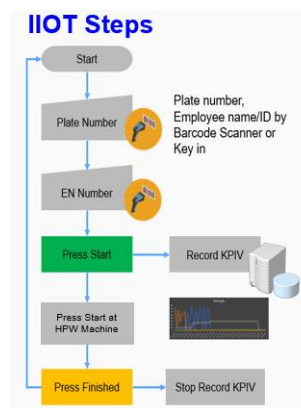 IIOT Steps
Start
Plate Number
Plate number,
Employee name/ID by
Barcode Scanner or
Key in
EN Number
Press Start
Record KPIV
Press Start at
HPW Machine
Press Finished
Stop Record KPIV